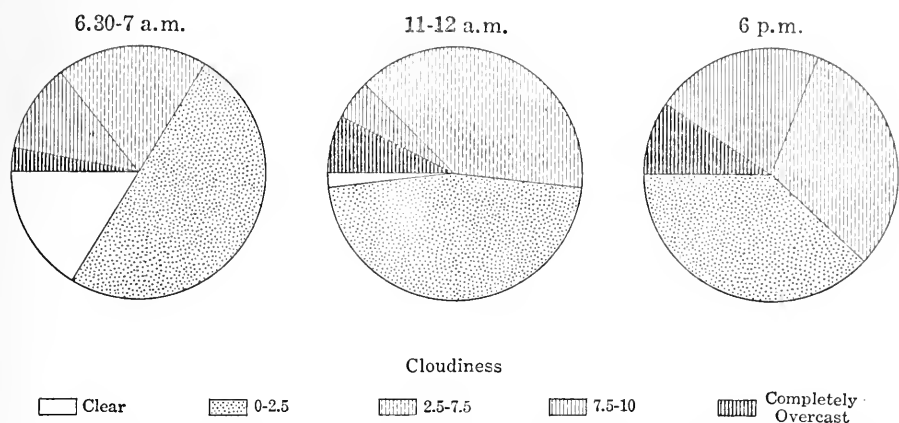 6.30-7 a.m.
11-12 a.m.
6 p.m.
Cloudiness
Clear
0-2.5
2.5-7.5
7.5-10
Completely
Overcast